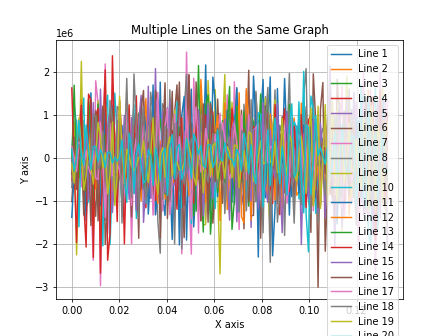 Multiple Lines on the Same Graph
1e6
2
1
0
−1
−2
−3
Y axis
0.00
0.02
0.04
0.06
0.08
0.10
X axis
Line 1
Line 2
Line 3
Line 4
Line 5
Line 6
Line 7
Line 8
Line 9
Line 10
Line 11
Line 12
Line 13
Line 14
Line 15
Line 16
Line 17
Line 18
Line 19
Line 20